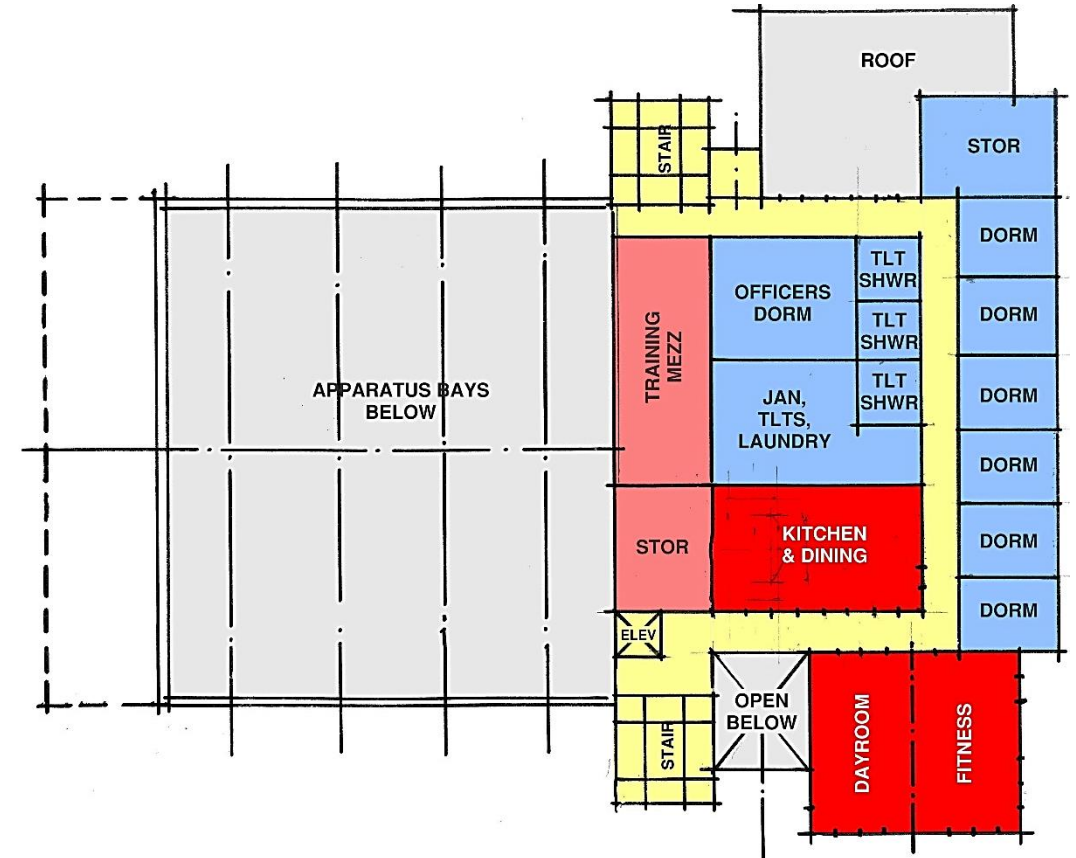 ROOF
STAIR
STOR
DORM
TLT
SHWR
OFFICERS
DORM
TRAINING
MEZZ
DORM
TLT
SHWR
APPARATUS BAYS
BELOW
JAN,
TLTS,
LAUNDRY
TLT
SHWR
DORM
DORM
STOR
KITCHEN
& DINING
DORM
ELEV
DORM
STAIR
OPEN
BELOW
DAYROOM
FITNESS